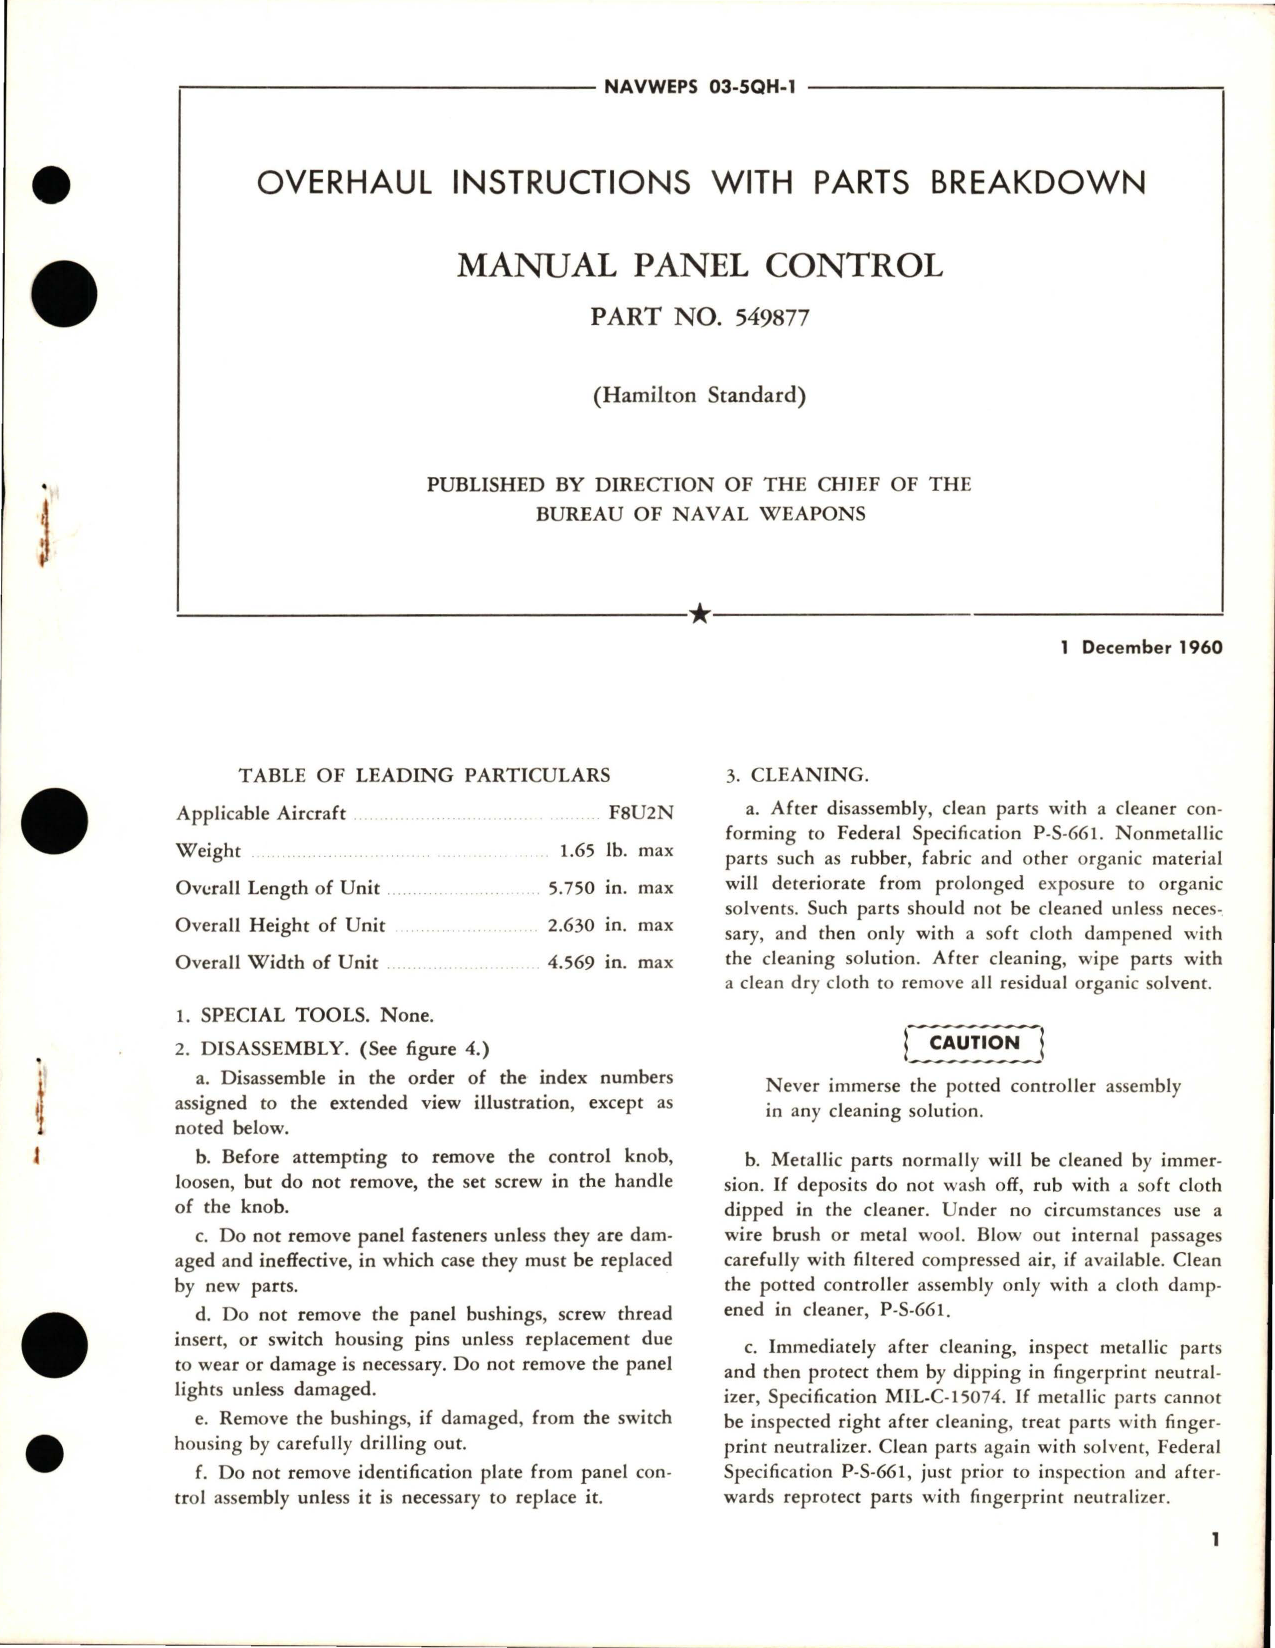 NAVWEPS 03-5QH-1
OVERHAUL INSTRUCTIONS WITH PARTS BREAKDOWN
MANUAL PANEL CONTROL
PART NO. 549877
(Hamilton Standard)
PUBLISHED BY DIRECTION OF THE CHIEF OF THE
BUREAU OF NAVAL WEAPONS
1 December 1960
TABLE OF LEADING PARTICULARS
Applicable Aircraft F8U2N
Weight 1.65 lb. max
Overall Length of Unit 5.750 in. max
Overall Height of Unit 2.630 in. max
Overall Width of Unit 4.569 in. max
1. SPECIAL TOOLS. None.
2. DISASSEMBLY. (See figure 4.)
a. Disassemble in the order of the index numbers
assigned to the extended view illustration, except as
noted below.
b. Before attempting to remove the control knob,
loosen, but do not remove, the set screw in the handle
of the knob.
c. Do not remove panel fasteners unless they are dam-
aged and ineffective, in which case they must be replaced
by new parts.
d. Do not remove the panel bushings, screw thread
insert, or switch housing pins unless replacement due
to wear or damage is necessary. Do not remove the panel
lights unless damaged.
e. Remove the bushings, if damaged, from the switch
housing by carefully drilling out.
f. Do not remove identification plate from panel con-
trol assembly unless it is necessary to replace it.
3. CLEANING.
a. After disassembly, clean parts with a cleaner con-
forming to Federal Specification P-S-661. Nonmetallic
parts such as rubber, fabric and other organic material
will deteriorate from prolonged exposure to organic
solvents. Such parts should not be cleaned unless neces-
sary, and then only with a soft cloth dampened with
the cleaning solution. After cleaning, wipe parts with
a clean dry cloth to remove all residual organic solvent.
CAUTION
Never immerse the potted controller assembly
in any cleaning solution.
b. Metallic parts normally will be cleaned by immer-
sion. If deposits do not wash off, rub with a soft cloth
dipped in the cleaner. Under no circumstances use a
wire brush or metal wool. Blow out internal passages
carefully with filtered compressed air, if available. Clean
the potted controller assembly only with a cloth damp-
ened in cleaner, P-S-661.
c. Immediately after cleaning, inspect metallic parts
and then protect them by dipping in fingerprint neutral-
izer, Specification MIL-C-15074. If metallic parts cannot
be inspected right after cleaning, treat parts with finger-
print neutralizer. Clean parts again with solvent, Federal
Specification P-S-661, just prior to inspection and after-
wards reprotect parts with fingerprint neutralizer.
1